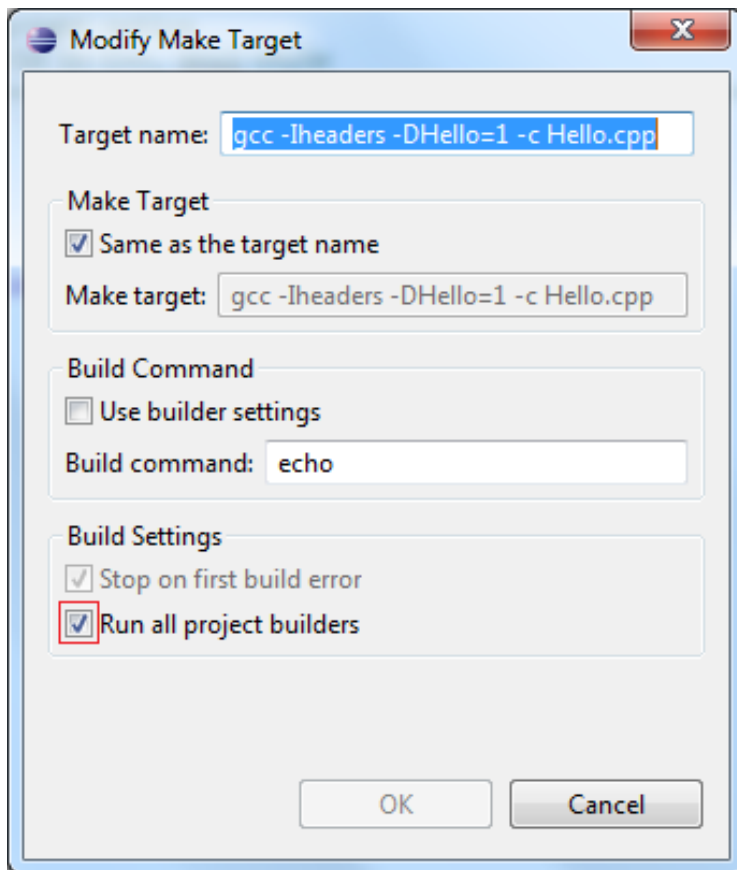 Modify Make Target
Target name: gcc -Iheaders -DHello=1 -c Hello.cpp
Make Target
Same as the target name
Make target: gcc -Iheaders -DHello=1 -c Hello.cpp
Build Command
Use builder settings
Build command: echo
Build Settings
Stop on first build error
Run all project builders
OK Cancel